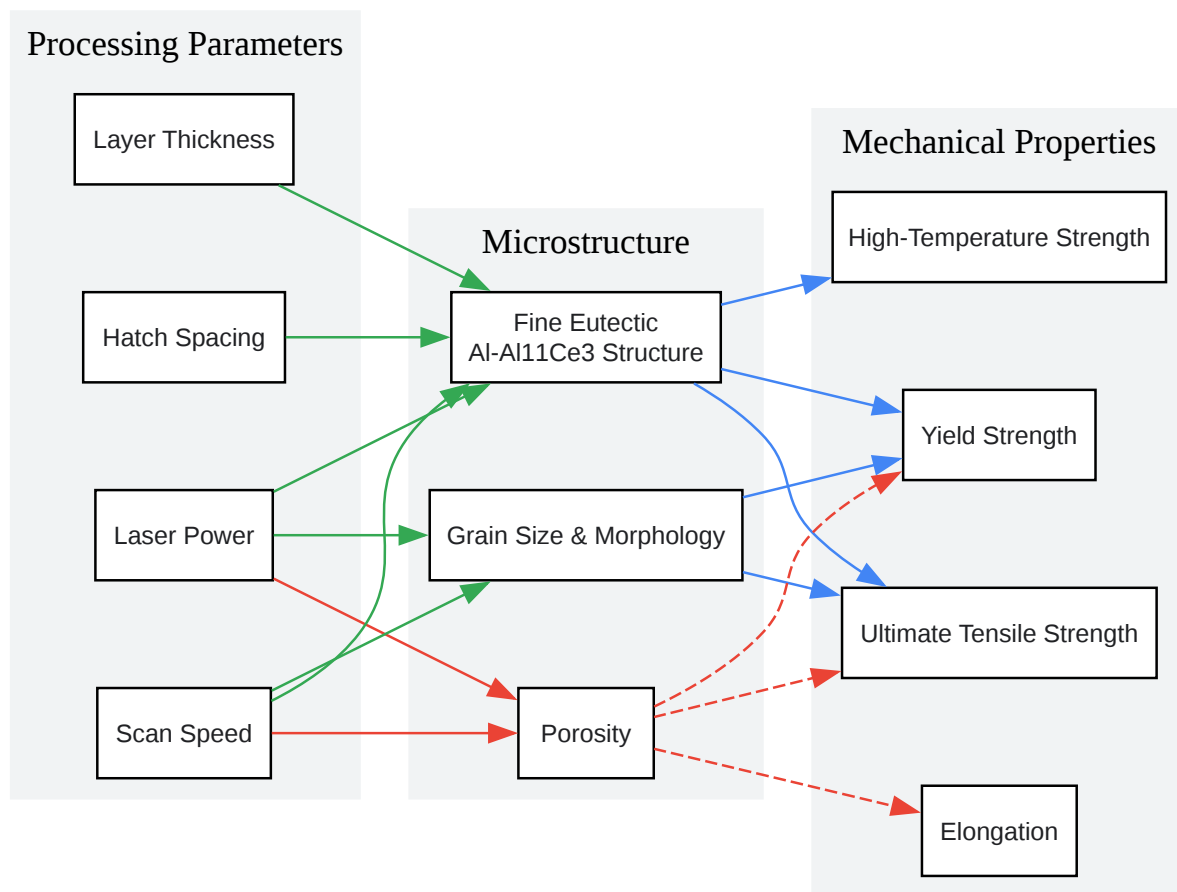 Processing Parameters
Layer Thickness
Hatch Spacing
Laser Power
Scan Speed
Microstructure
Fine Eutectic
Al-Al11Ce3 Structure
Grain Size & Morphology
Porosity
Mechanical Properties
High-Temperature Strength
Yield Strength
Ultimate Tensile Strength
Elongation